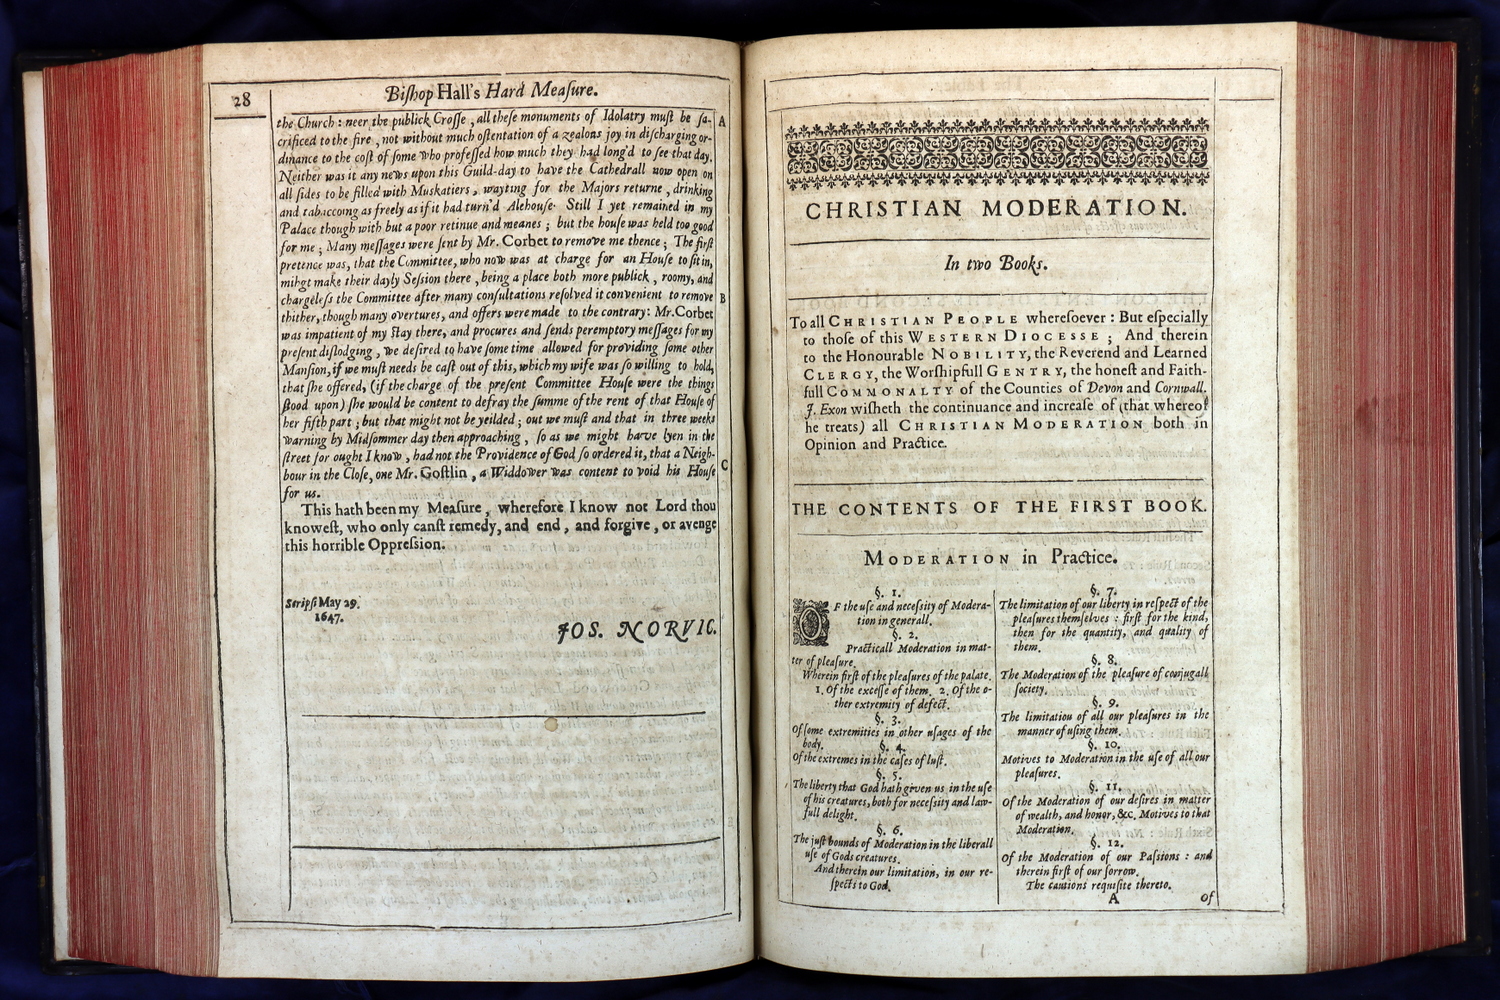 28
Biſhop Hall's Hard Meaſure.
the Church : neer the publick Croſſe , all theſe monuments of Idolatry muſt be ſa-
crificed to the fire , not without much oſtentation of a zealous joy in diſcharging or-
dinance to the coſt of ſome who profeſſed how much they had long'd to ſee that day.
Neither was it any news upon this Guild-day to have the Cathedrall now open on
all ſides to be filled with Muskatiers , wayting for the Majors returne , drinking
and tabaccoing as freely as if it had turn'd Alehouſe. Still I yet remained in my
Palace though with but a poor retinue and meanes ; but the houſe was held too good
for me ; Many meſſages were ſent by Mr. Corbet to remove me thence ; The firſt
pretence was, that the Committee, who now was at charge for an Houſe to ſit in,
mihgt make their dayly Seſsion there , being a place both more publick , roomy, and
chargeleſs the Committee after many conſultations reſolved it convenient to remove
thither, though many overtures, and offers were made to the contrary: Mr. Corbet
was impatient of my ſtay there, and procures and ſends peremptory meſſages for my
preſent diſlodging , we deſired to have ſome time allowed for providing ſome other
Manſion, if we muſt needs be caſt out of this, which my wife was ſo willing to hold,
that ſhe offered, (if the charge of the preſent Committee Houſe were the things
ſtood upon) ſhe would be content to defray the ſumme of the rent of that Houſe of
her fifth part ; but that might not be yeilded ; out we muſt and that in three weeks
warning by Midſommer day then approaching , ſo as we might have lyen in the
ſtreet for ought I know , had not the Providence of God ſo ordered it, that a Neigh-
bour in the Cloſe, one Mr. Goſtlin , a Widdower was content to void his Houſe
for us.
A
B
C
This hath been my Meaſure , wherefore I know not Lord thou
knoweſt, who only canſt remedy, and end , and forgive , or avenge
this horrible Oppreſsion.
Scripſi May 29.
1647.
JOS. NORVIC.
CHRISTIAN MODERATION.
In two Books.
To all CHRISTIAN PEOPLE whereſoever : But eſpecially
to thoſe of this WESTERN DIOCESSE ; And therein
to the Honourable NOBILITY, the Reverend and Learned
CLERGY, the Worſhipfull GENTRY, the honeſt and Faith-
full COMMONALTY of the Counties of Devon and Cornwall.
J. Exon wiſheth the continuance and increaſe of (that whereof
he treats) all CHRISTIAN MODERATION both in
Opinion and Practice.
THE CONTENTS OF THE FIRST BOOK.
MODERATION in Practice.
§. 1.
OF the uſe and neceſsity of Modera-
tion in generall.
§. 2.
Practicall Moderation in mat-
ter of pleaſure.
Wherein firſt of the pleaſures of the palate.
1. Of the exceſſe of them. 2. Of the o-
ther extremity of defect.
§. 3.
Of ſome extremities in other uſages of the
body.
§. 4.
Of the extremes in the caſes of luſt.
§. 5.
The liberty that God hath given us in the uſe
of his creatures, both for neceſsity and law-
full delight.
§. 6.
The juſt bounds of Moderation in the liberall
uſe of Gods creatures.
And therein our limitation, in our re-
ſpects to God.
§. 7.
The limitation of our liberty in reſpect of the
pleaſures themſelves : firſt for the kind,
then for the quantity, and quality of
them.
§. 8.
The Moderation of the pleaſure of conjugall
ſociety.
§. 9.
The limitation of all our pleaſures in the
manner of uſing them.
§. 10.
Motives to Moderation in the uſe of all our
pleaſures.
§. 11.
Of the Moderation of our deſires in matter
of wealth, and honor, &c. Motives to that
Moderation.
§. 12.
Of the Moderation of our Paſsions : and
therein firſt of our ſorrow.
The cautions requiſite thereto.
A
Of